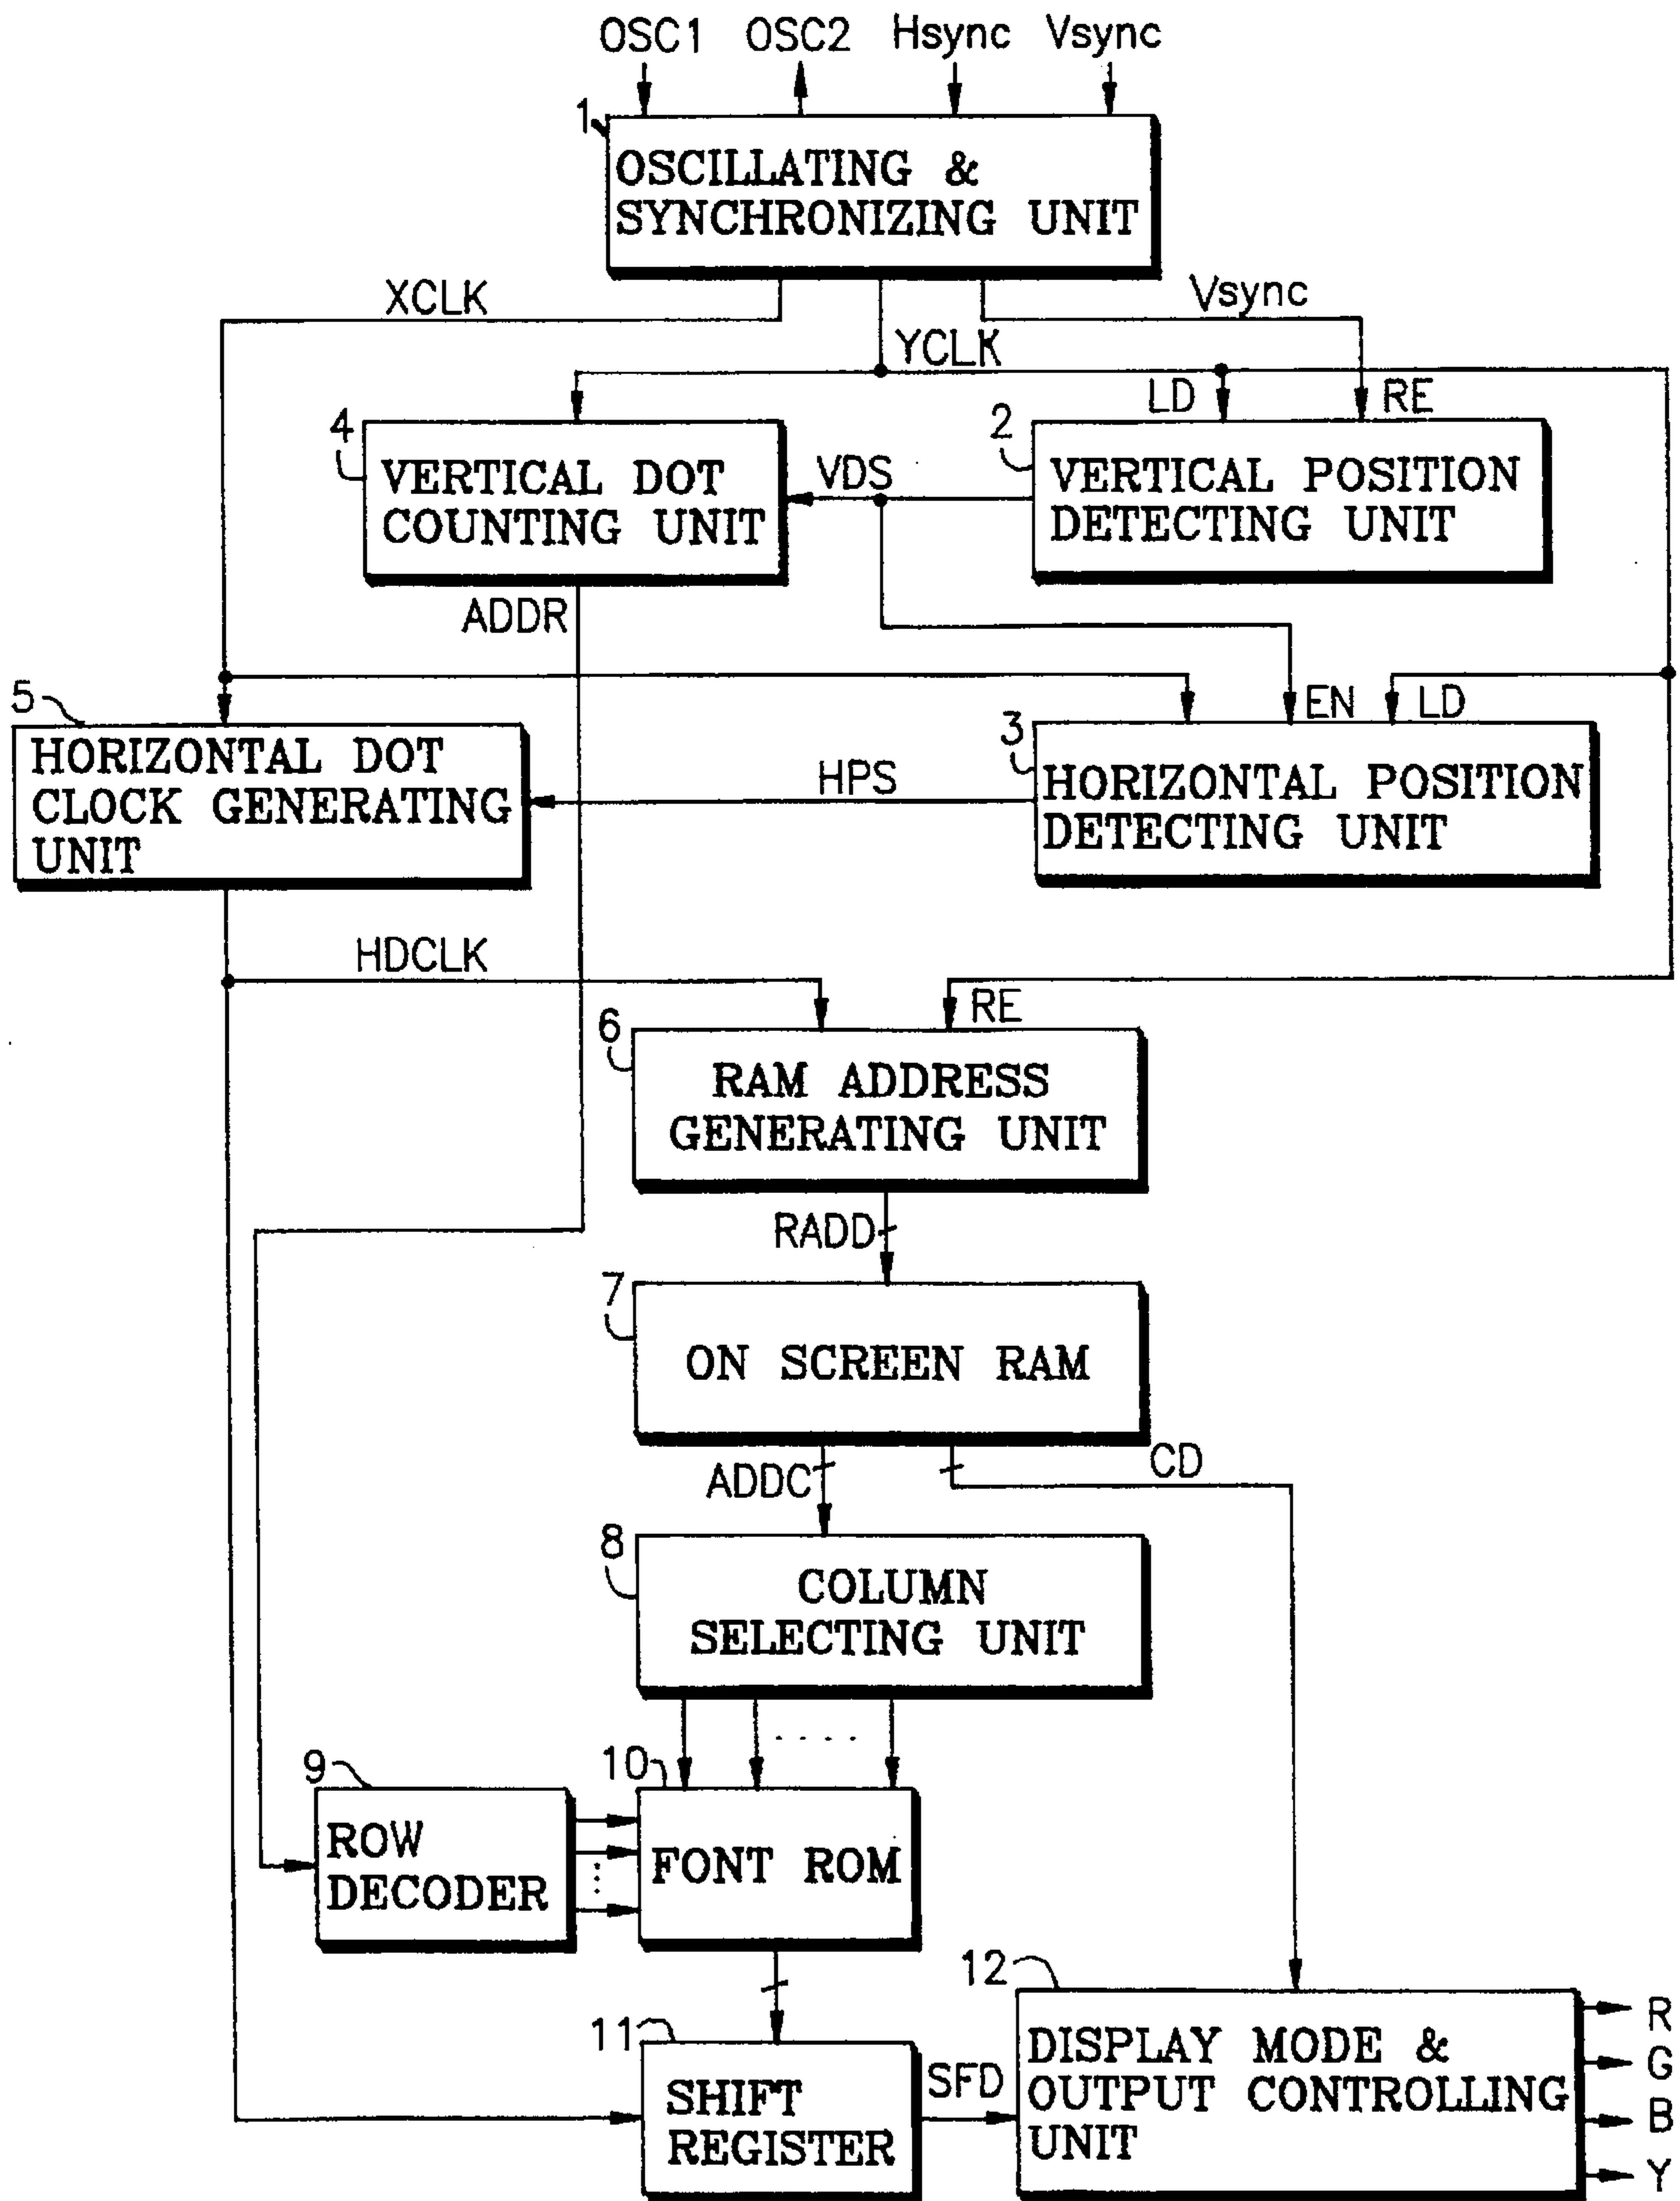 OSC1 OSC2 Hsync Vsync
1
OSCILLATING &
SYNCHRONIZING UNIT
XCLK
Vsync
YCLK
LD
RE
4
VERTICAL DOT
COUNTING UNIT
VDS
2
VERTICAL POSITION
DETECTING UNIT
ADDR
5
HORIZONTAL DOT
CLOCK GENERATING
UNIT
EN
LD
HPS
3
HORIZONTAL POSITION
DETECTING UNIT
HDCLK
RE
6
RAM ADDRESS
GENERATING UNIT
RADD
7
ON SCREEN RAM
ADDC
CD
8
COLUMN
SELECTING UNIT
9
ROW
DECODER
10
FONT ROM
11
SHIFT
REGISTER
SFD
12
DISPLAY MODE &
OUTPUT CONTROLLING
UNIT
R
G
B
Y